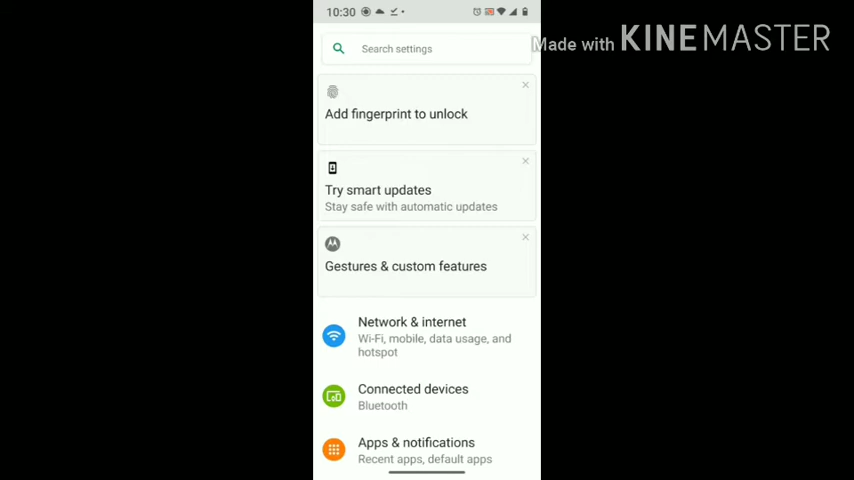 10:30
Made with KINEMASTER
Search settings
Add fingerprint to unlock
Try smart updates
Stay safe with automatic updates
Gestures & custom features
Network & internet
Wi-Fi, mobile, data usage, and
hotspot
Connected devices
Bluetooth
Apps & notifications
Recent apps, default apps